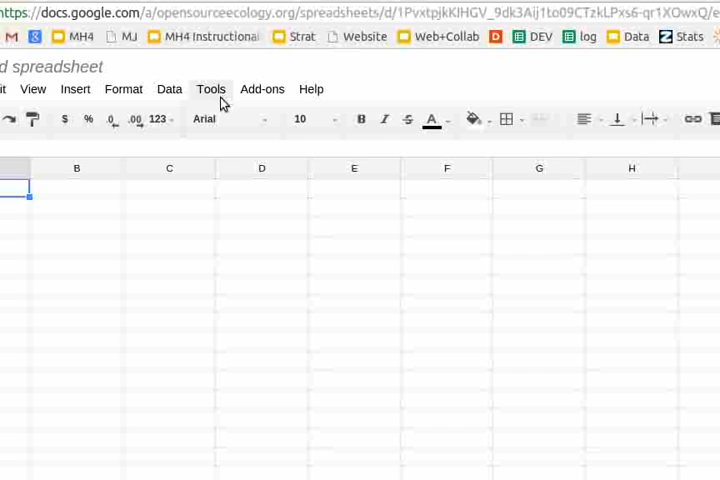 https://docs.google.com/a/opensourceecology.org/spreadsheets/d/1PvxtpjkKlHGV_9dk3Aij1to09CTzkLPxs6-qr1XOwxQ/e
MH4 MJ MH4 Instructional Strat Website Web+Collab DEV log Data Stats
d spreadsheet
it View Insert Format Data Tools Add-ons Help
$ % .0 .00 123 Arial 10 B I S A
B C D E F G H